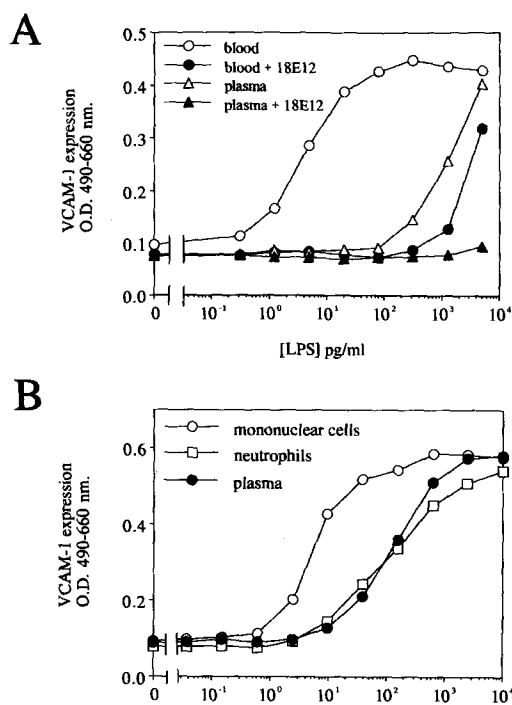 A
VCAM-1 expression
O.D. 490-660 nm.
0.5
0.4
0.3
0.2
0.1
0.0
blood
blood + 18E12
plasma
plasma + 18E12
0 10⁻¹ 10⁰ 10¹ 10² 10³ 10⁴
[LPS] pg/ml
B
VCAM-1 expression
O.D. 490-660 nm.
0.6
0.4
0.2
0.0
mononuclear cells
neutrophils
plasma
0 10⁻¹ 10⁰ 10¹ 10² 10³ 10⁴